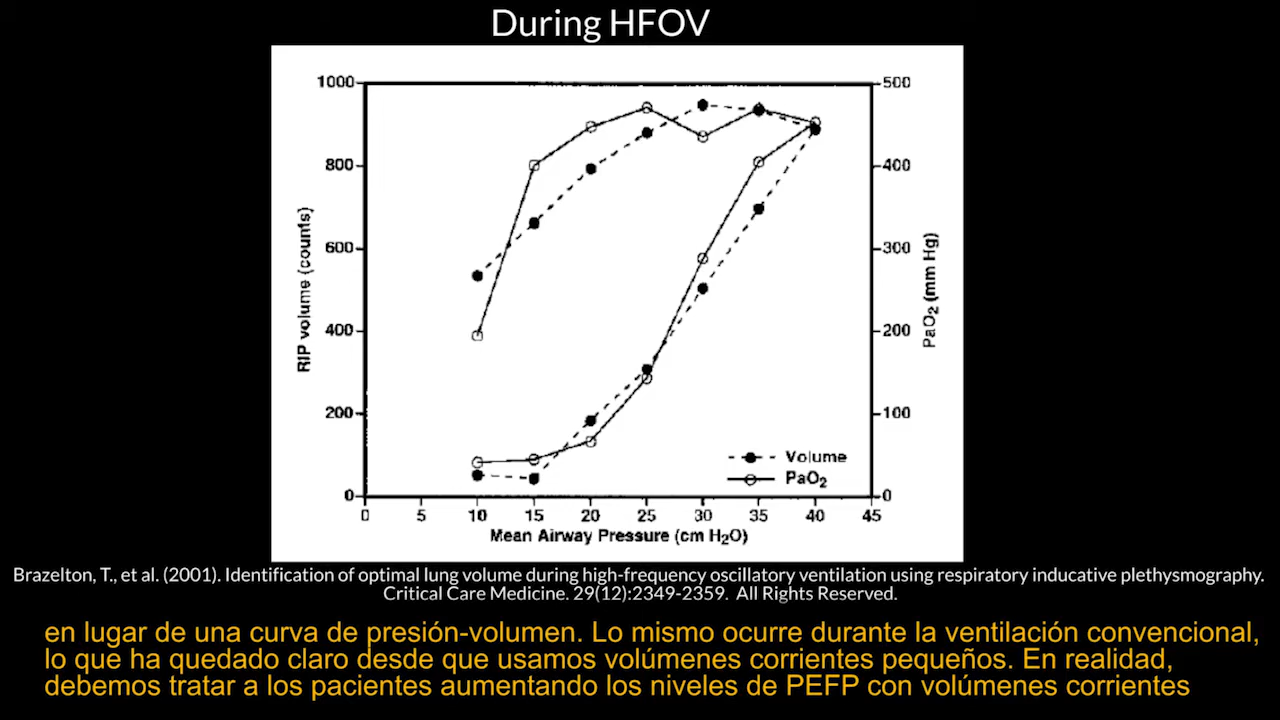 During HFOV
1000
800
600
400
200
0
RIP volume (counts)
500
400
300
200
100
0
PaO2 (mm Hg)
Volume
PaO2
0 5 10 15 20 25 30 35 40 45
Mean Airway Pressure (cm H2O)
Brazelton, T., et al. (2001). Identification of optimal lung volume during high-frequency oscillatory ventilation using respiratory inducative plethysmography.
Critical Care Medicine. 29(12):2349-2359. All Rights Reserved.
en lugar de una curva de presión-volumen. Lo mismo ocurre durante la ventilación convencional,
lo que ha quedado claro desde que usamos volúmenes corrientes pequeños. En realidad,
debemos tratar a los pacientes aumentando los niveles de PEFP con volúmenes corrientes